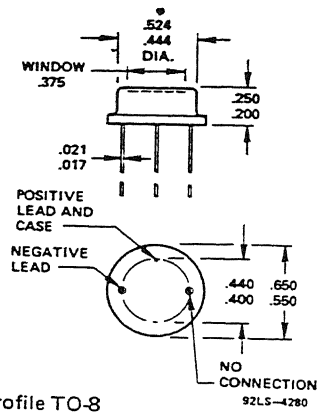 .524
.444
DIA.
WINDOW
.375
.250
.200
.021
.017
POSITIVE
LEAD AND
CASE
NEGATIVE
LEAD
.440 .650
.400 .550
NO
CONNECTION
92LS-4280
rofile TO-8